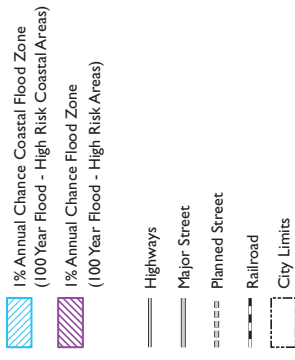 1% Annual Chance Coastal Flood Zone
(100 Year Flood - High Risk Coastal Areas)
1% Annual Chance Flood Zone
(100 Year Flood - High Risk Areas)
Highways
Major Street
Planned Street
Railroad
City Limits